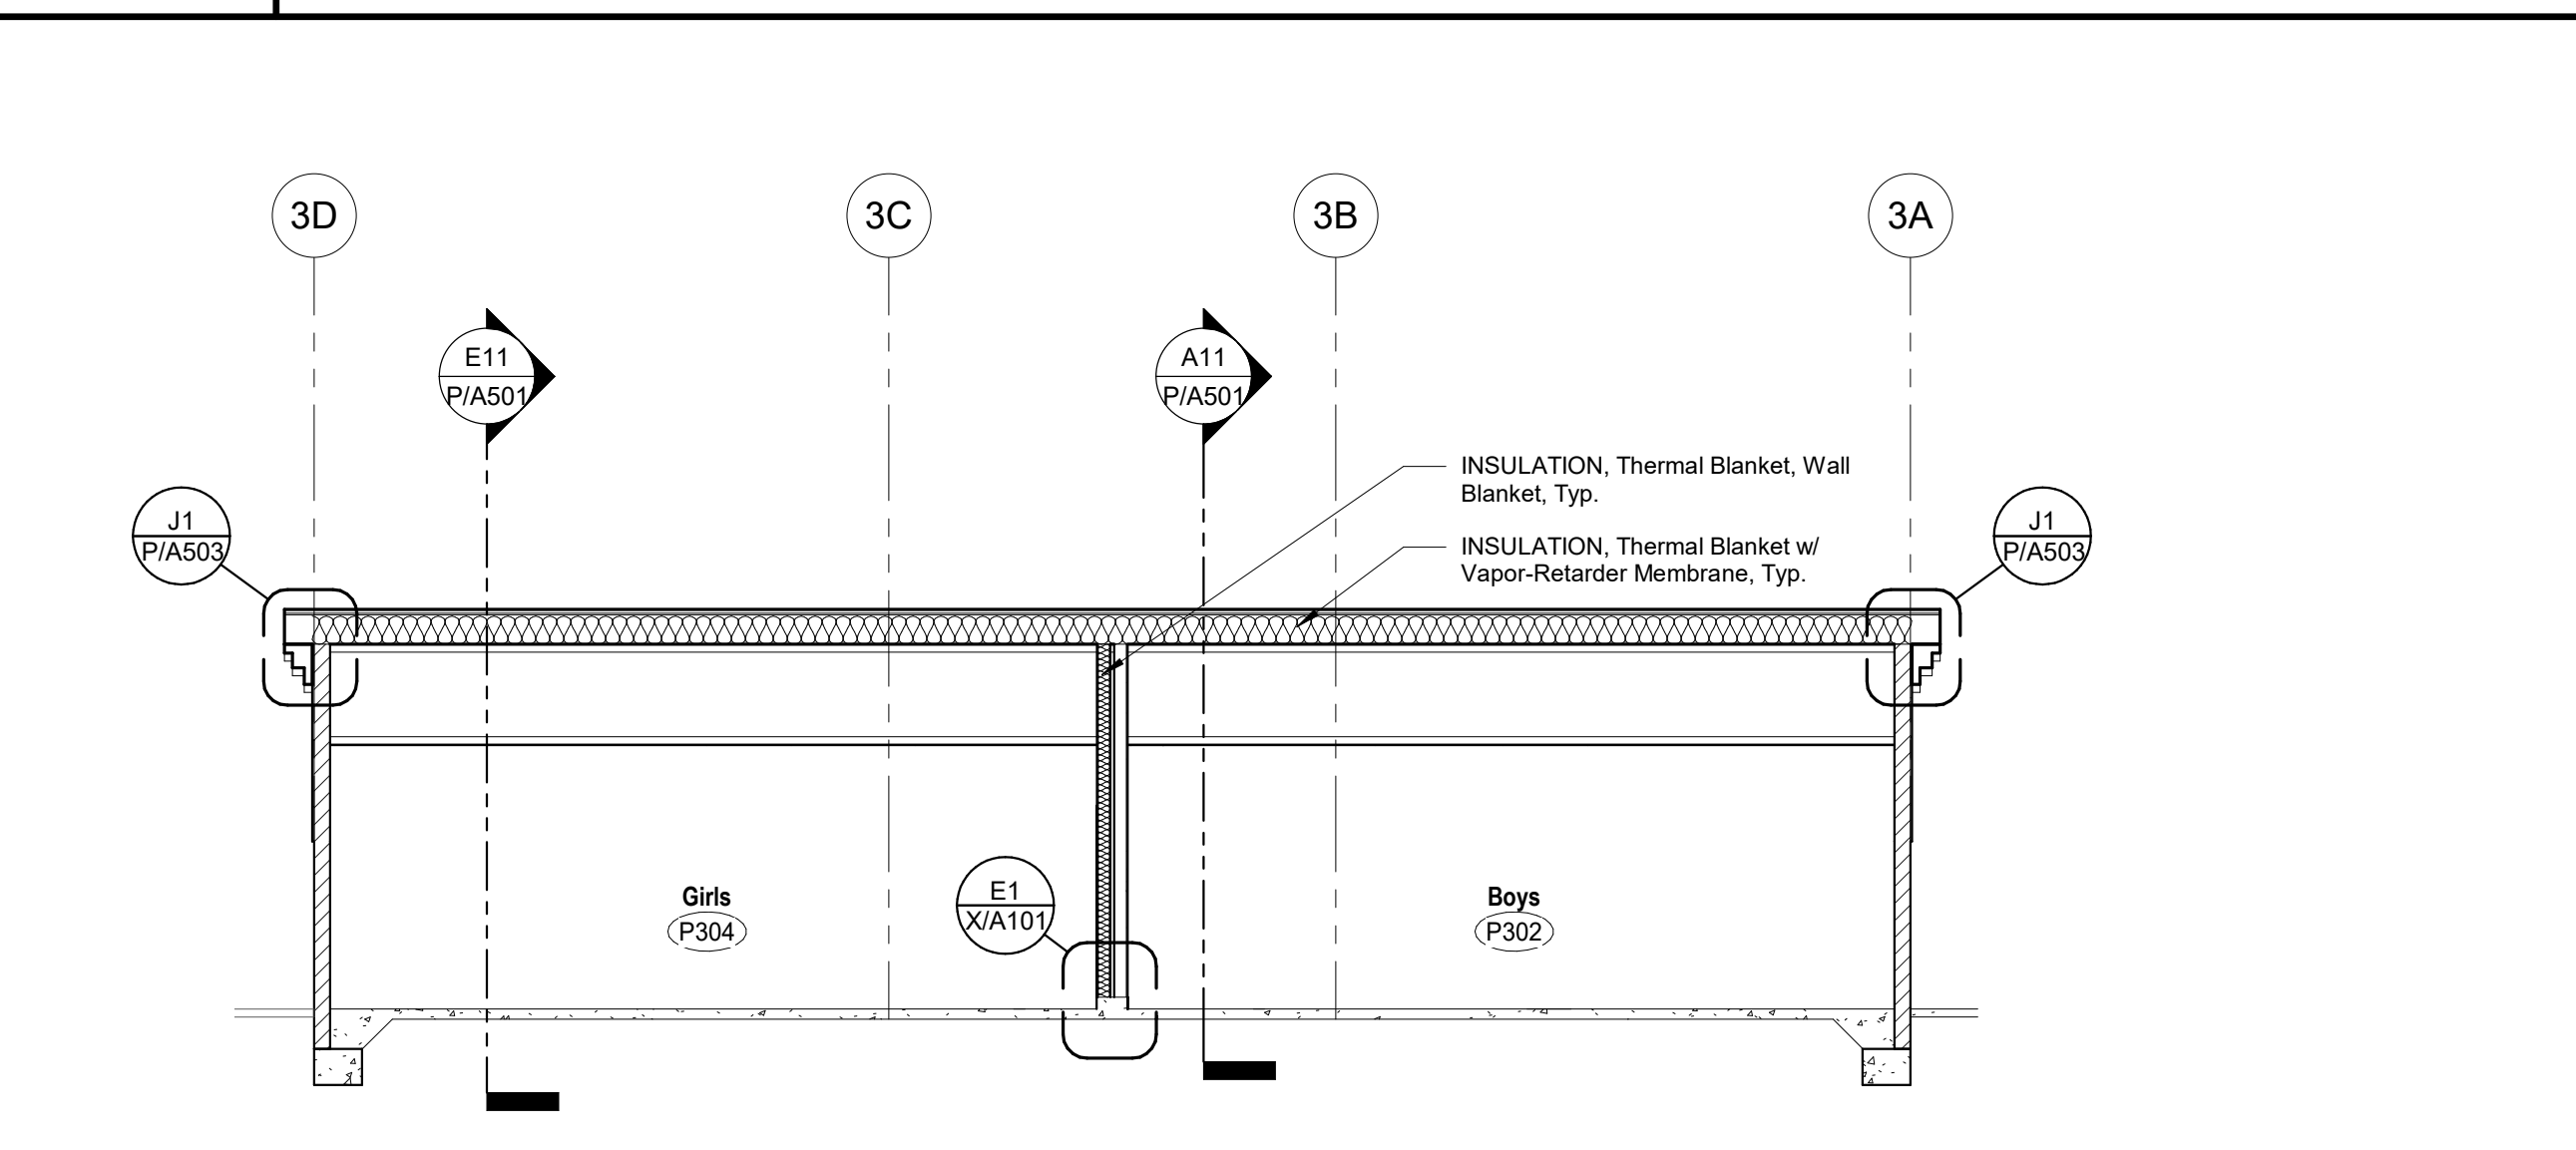 3D
3C
3B
3A
E11
P/A501
A11
P/A501
INSULATION, Thermal Blanket, Wall
Blanket, Typ.
J1
P/A503
J1
P/A503
INSULATION, Thermal Blanket w/
Vapor-Retarder Membrane, Typ.
Girls
P304
E1
X/A101
Boys
P302